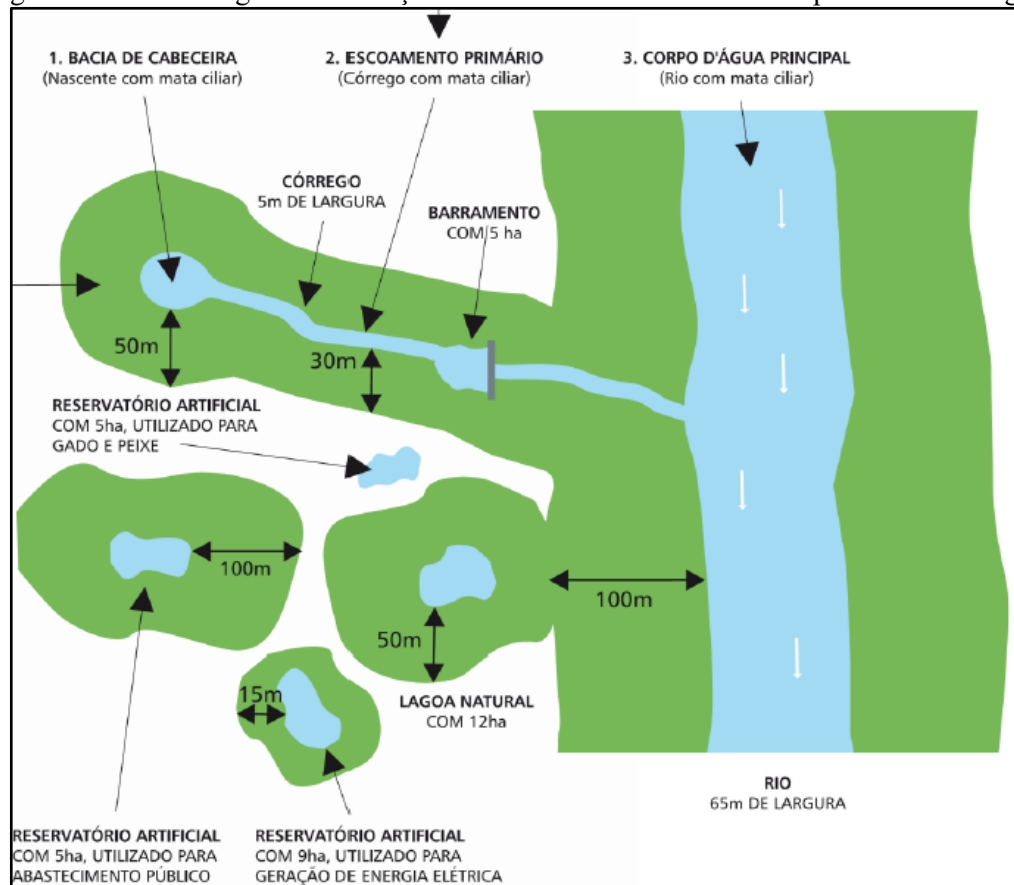 1. BACIA DE CABECEIRA
(Nascente com mata ciliar)
2. ESCOAMENTO PRIMÁRIO
(Córrego com mata ciliar)
3. CORPO D'ÁGUA PRINCIPAL
(Rio com mata ciliar)
CÓRREGO
5m DE LARGURA
BARRAMENTO
COM 5 ha
50m
30m
RESERVATÓRIO ARTIFICIAL
COM 5ha, UTILIZADO PARA
GADO E PEIXE
100m
100m
50m
15m
LAGOA NATURAL
COM 12ha
RIO
65m DE LARGURA
RESERVATÓRIO ARTIFICIAL
COM 5ha, UTILIZADO PARA
ABASTECIMENTO PÚBLICO
RESERVATÓRIO ARTIFICIAL
COM 9ha, UTILIZADO PARA
GERAÇÃO DE ENERGIA ELÉTRICA